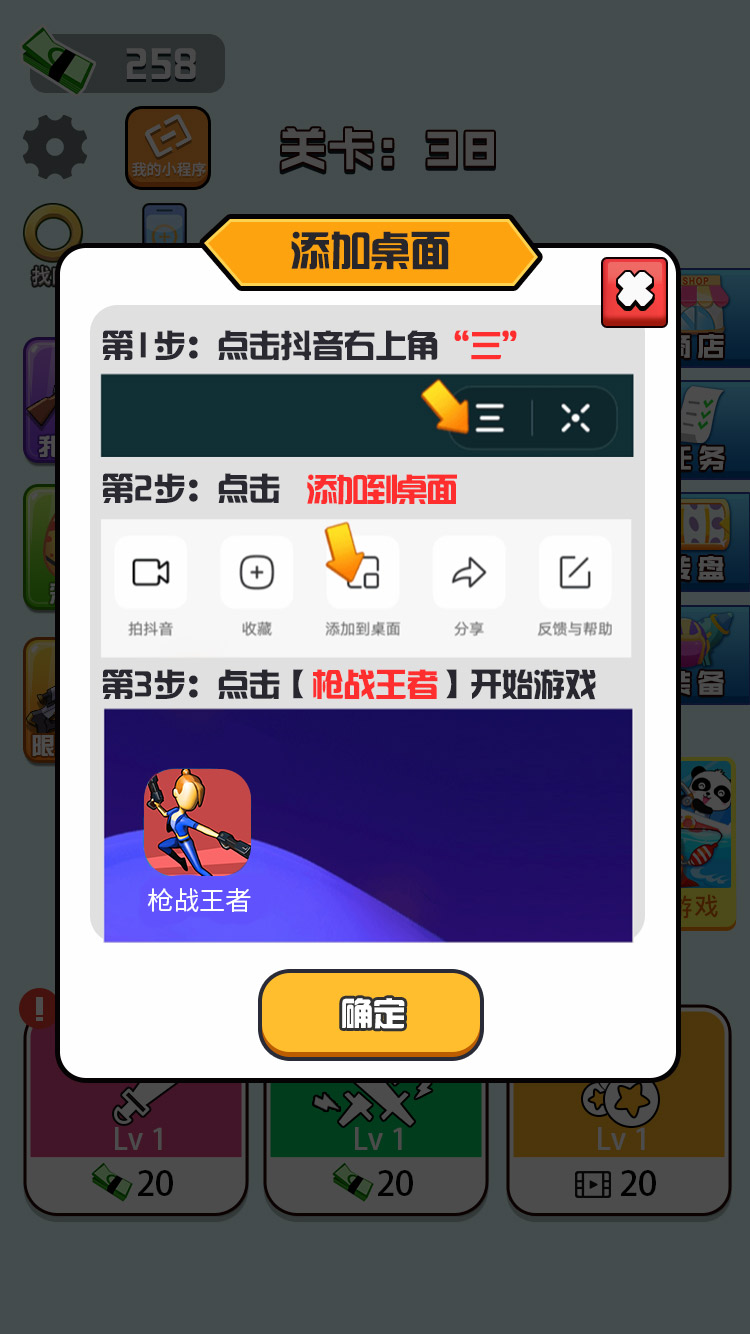 258
我的小程序
关卡：38
添加桌面
SHOP
商店
第1步：点击抖音右上角“三”
任务
第2步：点击 添加到桌面
转盘
拍抖音 收藏 添加到桌面 分享 反馈与帮助
装备
第3步：点击【枪战王者】开始游戏
枪战王者
游戏
确定
Lv 1 Lv 1 Lv 1
20 20 20